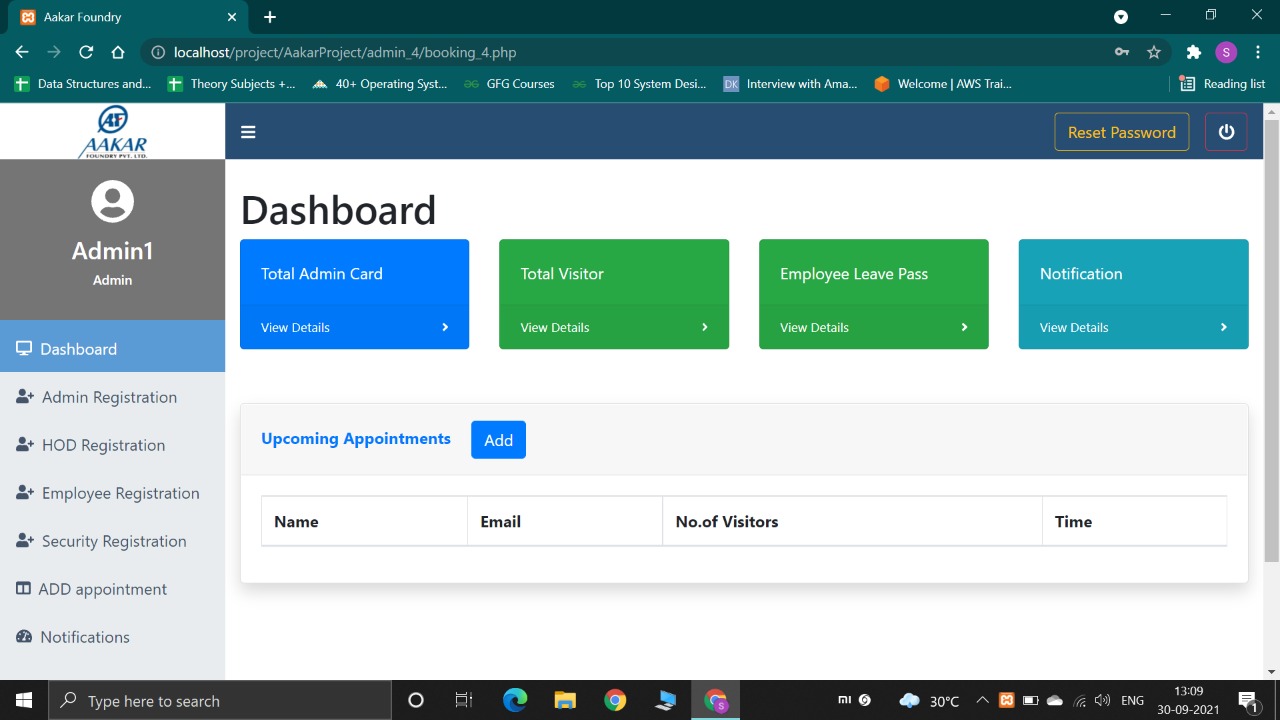 Aakar Foundry
localhost/project/AakarProject/admin_4/booking_4.php
S
Data Structures and...
Theory Subjects +...
40+ Operating Syst...
GFG Courses
Top 10 System Desi...
DK
Interview with Ama...
Welcome | AWS Trai...
Reading list
AF
AAKAR
FOUNDRY PVT. LTD.
Reset Password
Admin1
Admin
Dashboard
Admin Registration
HOD Registration
Employee Registration
Security Registration
ADD appointment
Notifications
Dashboard
Total Admin Card
View Details
Total Visitor
View Details
Employee Leave Pass
View Details
Notification
View Details
Upcoming Appointments
Add
Name Email No.of Visitors Time
Type here to search
S
30°C
ENG
13:09
30-09-2021
1